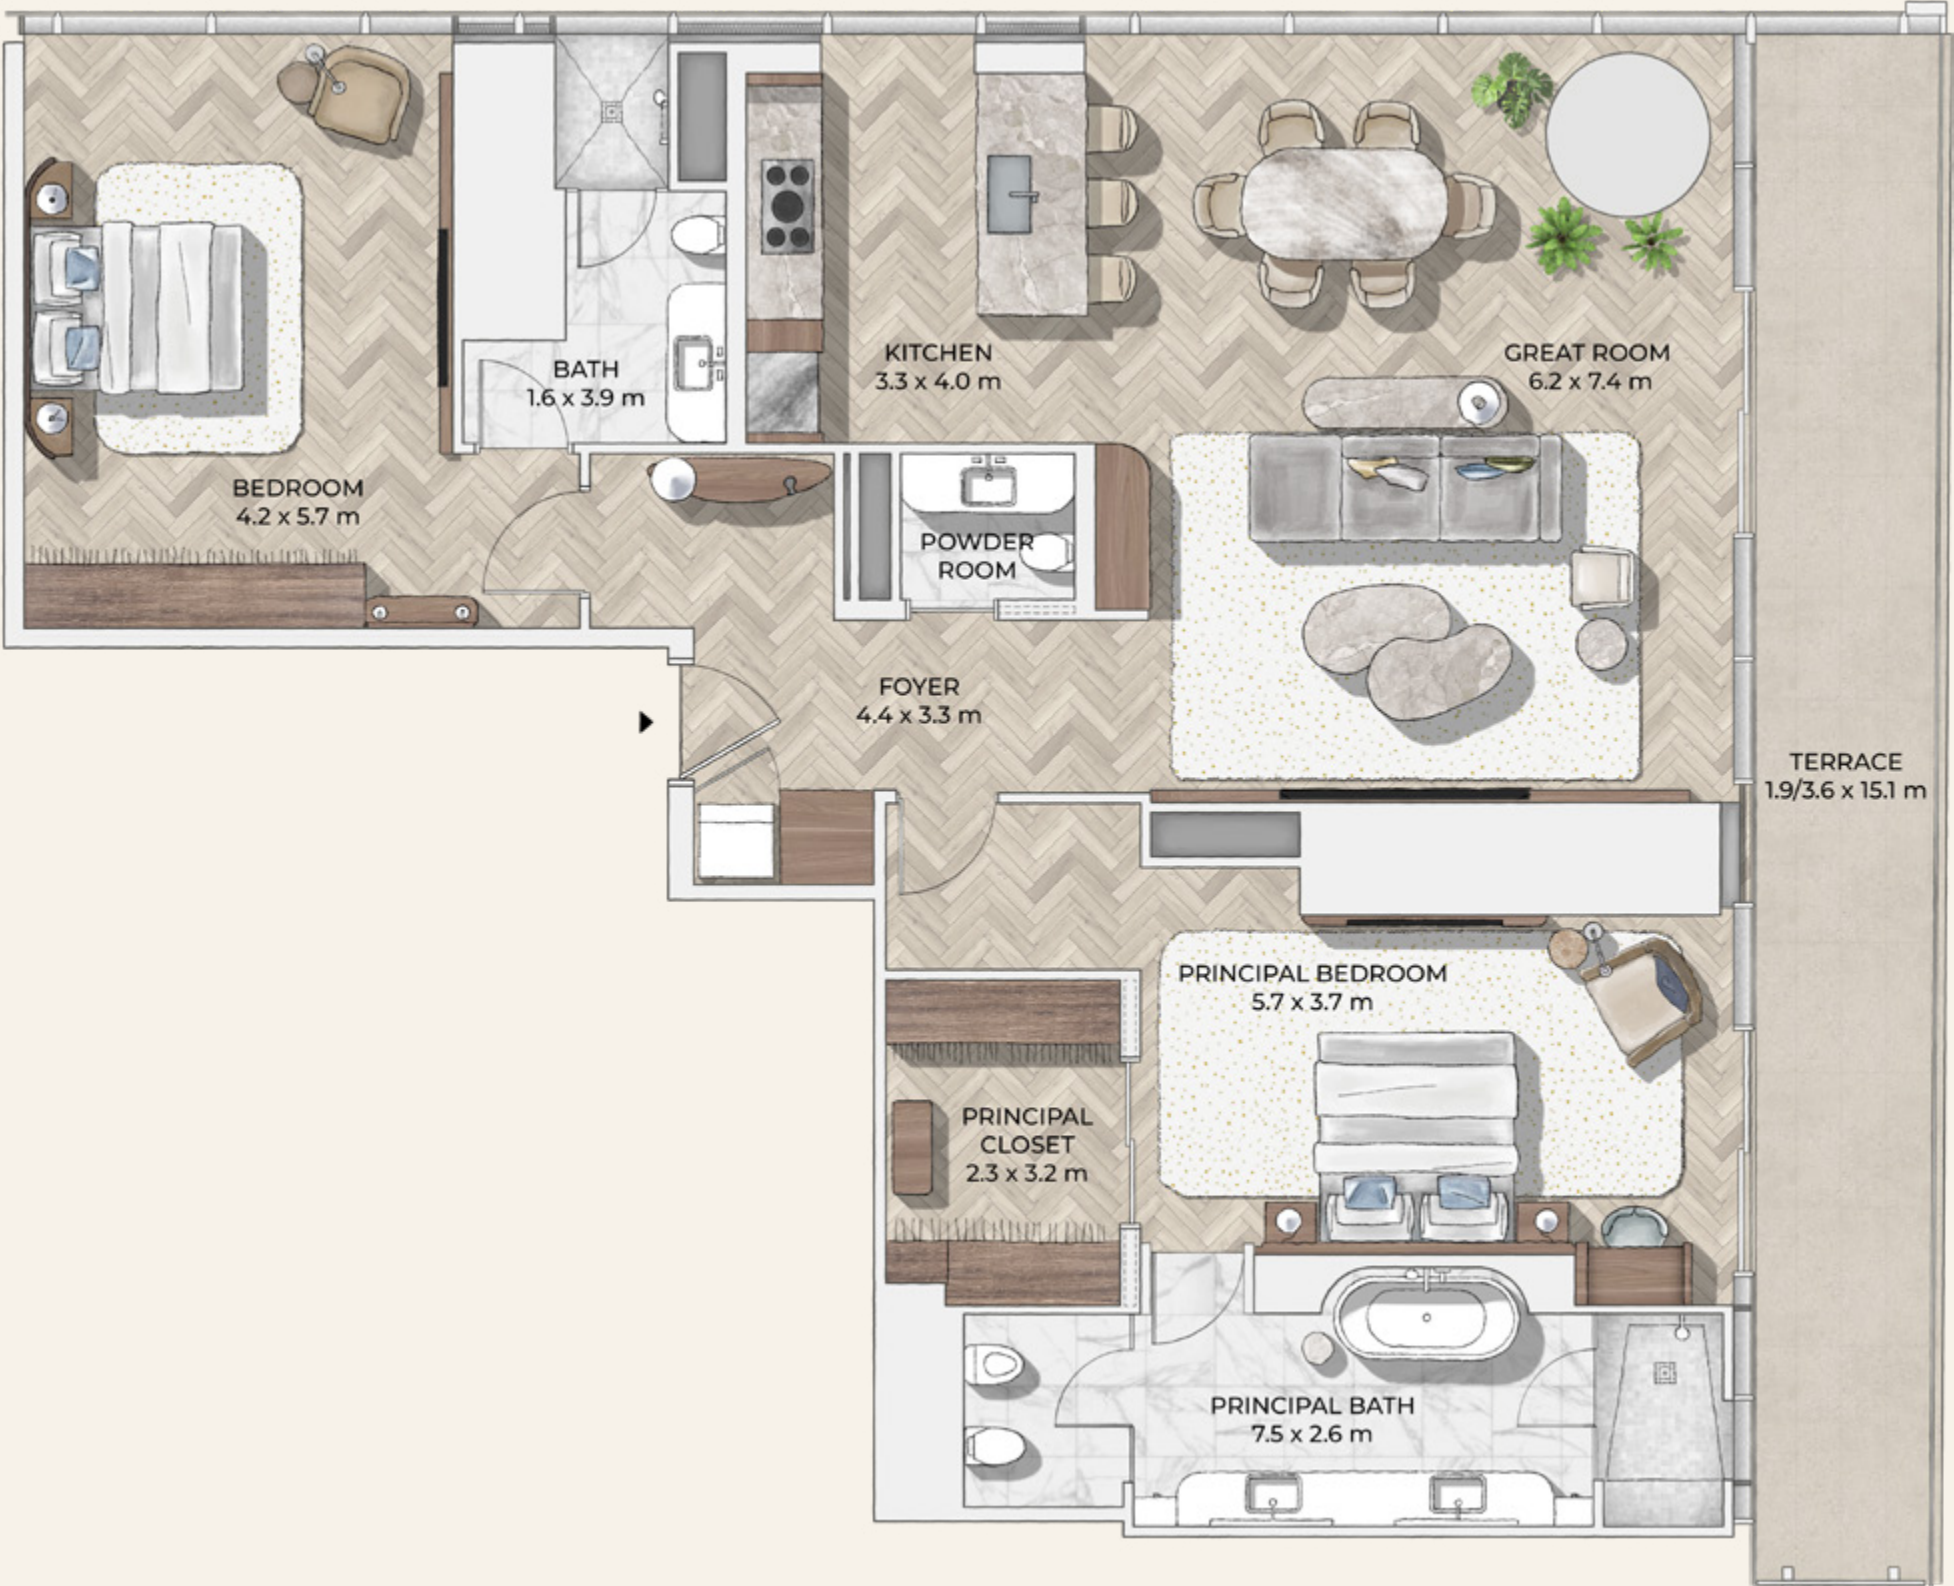 KITCHEN
3.3 x 4.0 m
GREAT ROOM
6.2 x 7.4 m
BATH
1.6 x 3.9 m
BEDROOM
4.2 x 5.7 m
POWDER
ROOM
FOYER
4.4 x 3.3 m
TERRACE
1.9/3.6 x 15.1 m
PRINCIPAL BEDROOM
5.7 x 3.7 m
PRINCIPAL
CLOSET
2.3 x 3.2 m
PRINCIPAL BATH
7.5 x 2.6 m